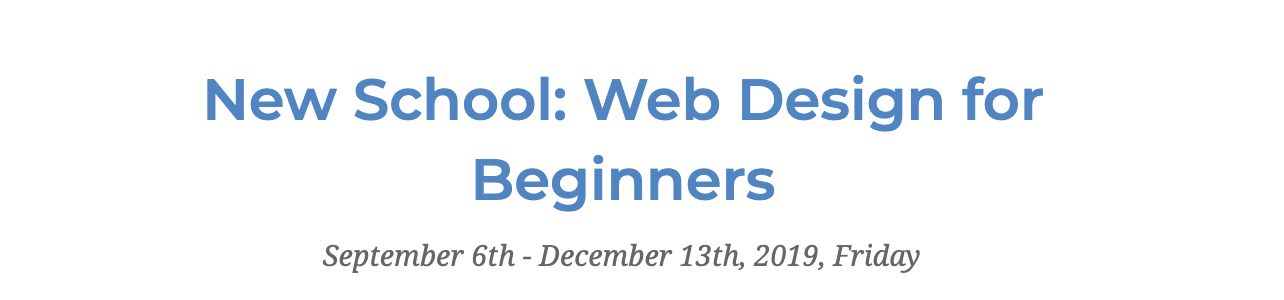 New School: Web Design for
Beginners
September 6th - December 13th, 2019, Friday